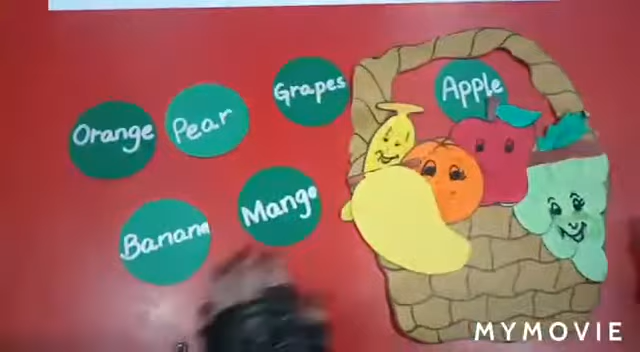 Grapes
Apple
Orange
Pear
Mango
Banana
MYMOVIE